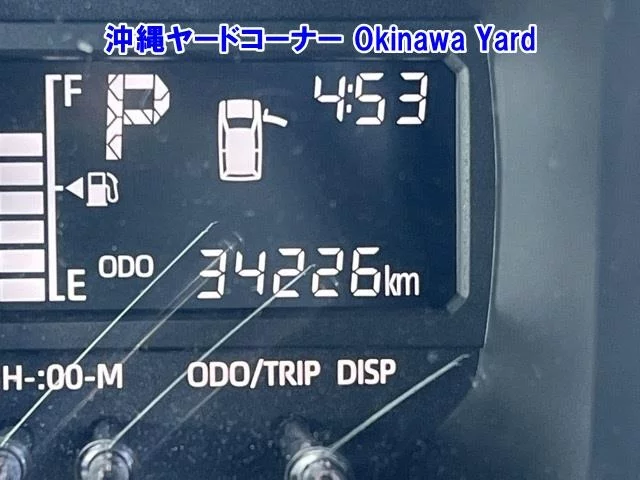 沖縄ヤードコーナー Okinawa Yard
F P 4:53
ODO 34226km
E
H-:00-M ODO/TRIP DISP